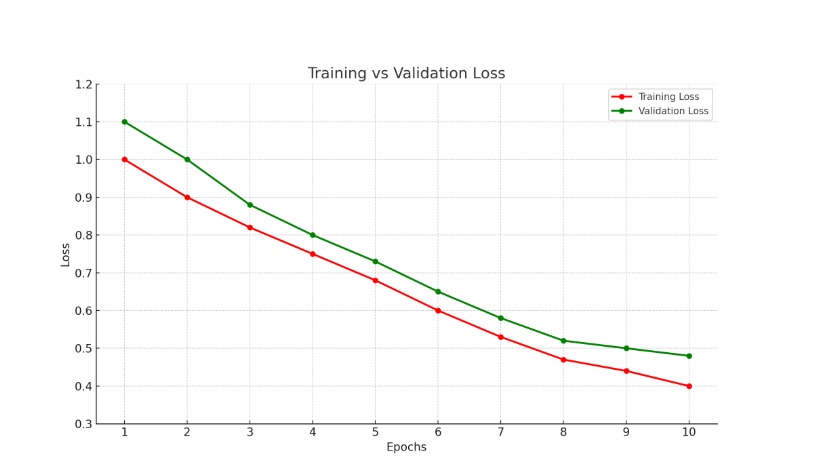 Training vs Validation Loss
1.2
1.1
1.0
0.9
0.8
0.7
0.6
0.5
0.4
0.3
Loss
Training Loss
Validation Loss
1 2 3 4 5 6 7 8 9 10
Epochs